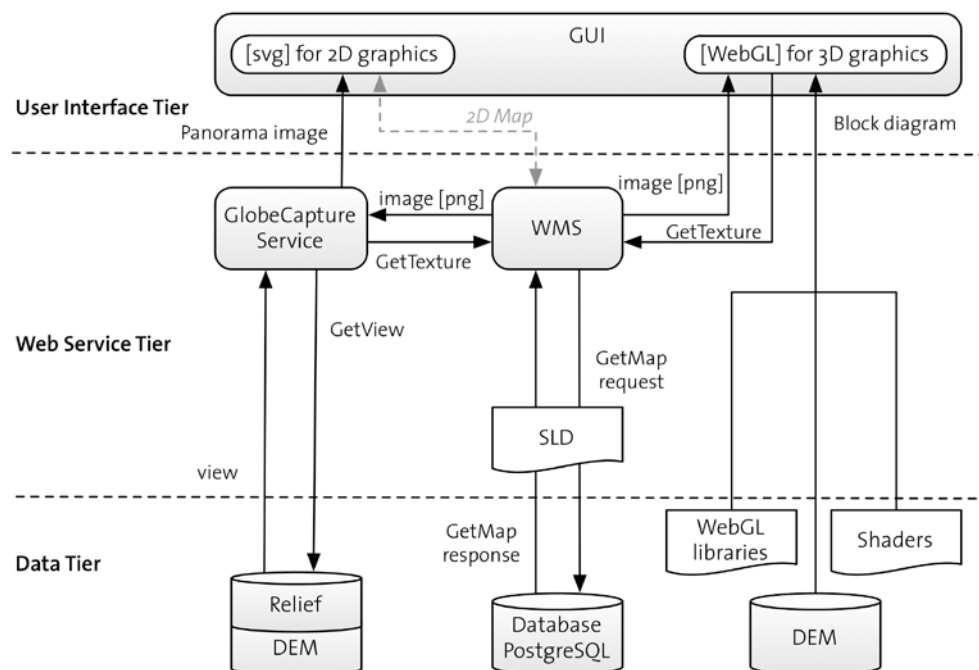 GUI
[svg] for 2D graphics
[WebGL] for 3D graphics
User Interface Tier
2D Map
Panorama image
Block diagram
image [png]
image [png]
GlobeCapture
Service
WMS
GetTexture
GetTexture
GetView
Web Service Tier
GetMap
request
SLD
view
GetMap
response
WebGL
libraries
Shaders
Data Tier
Relief
DEM
Database
PostgreSQL
DEM